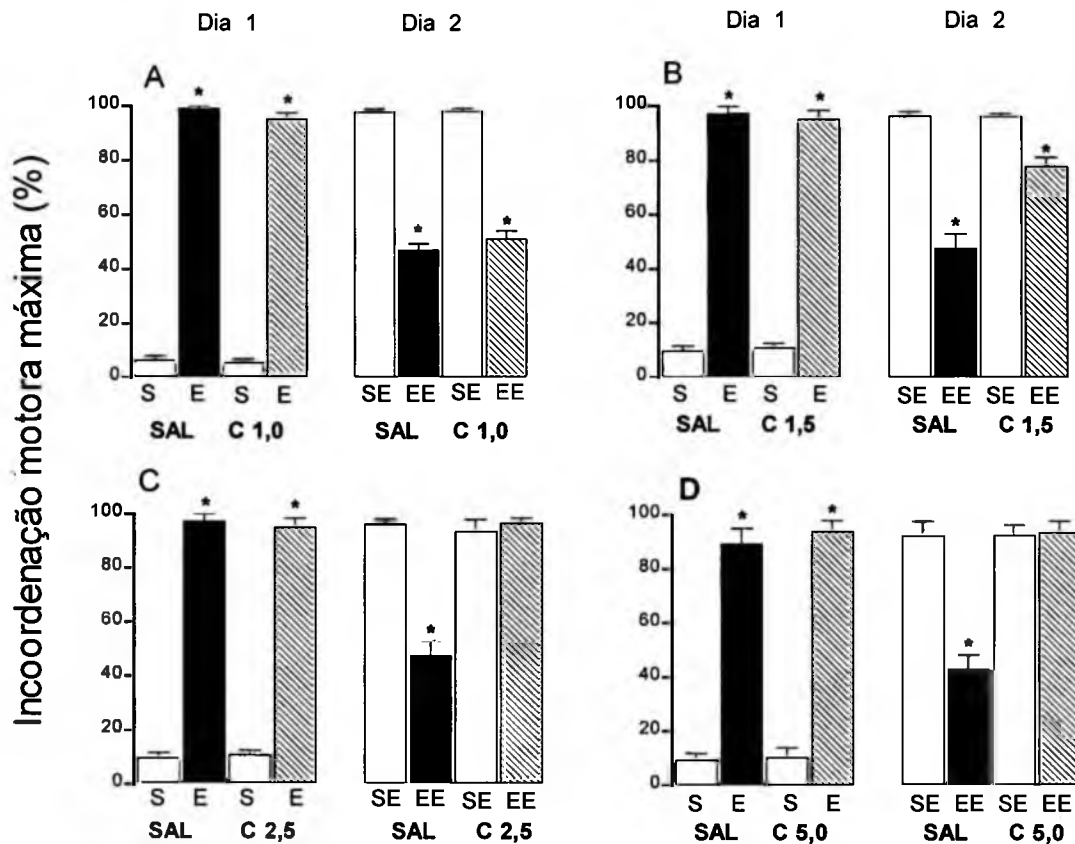 Dia 1
Dia 2
Dia 1
Dia 2
Incoordenação motora máxima (%)
A
*
*
*
*
100
80
60
40
20
0
S E S E
SE EE SE EE
SAL C 1,0
SAL C 1,0
B
*
*
*
*
100
80
60
40
20
0
S E S E
SE EE SE EE
SAL C 1,5
SAL C 1,5
C
*
*
*
100
80
60
40
20
0
S E S E
SE EE SE EE
SAL C 2,5
SAL C 2,5
D
*
*
*
100
80
60
40
20
0
S E S E
SE EE SE EE
SAL C 5,0
SAL C 5,0